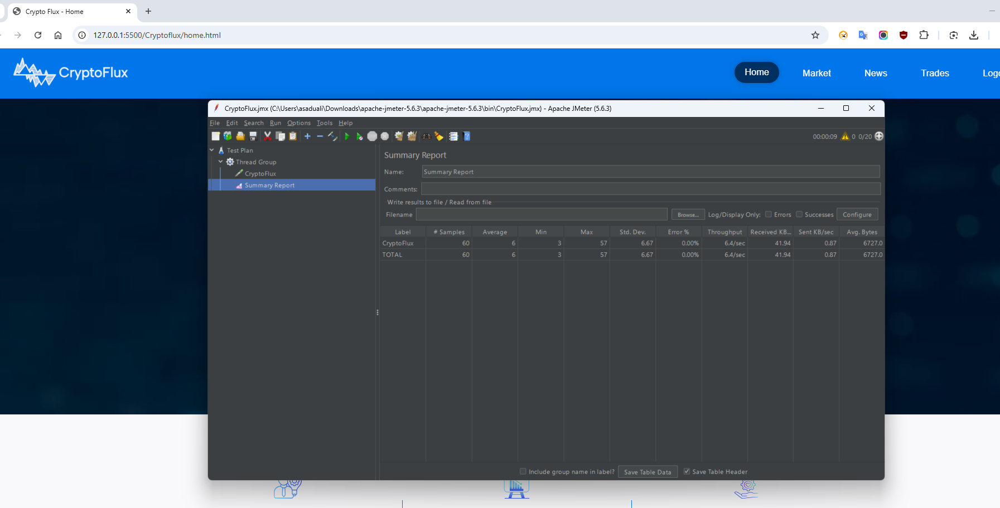 Crypto Flux - Home
127.0.0.1:5500/Cryptoflux/home.html
CryptoFlux
Home Market News Trades Logo
CryptoFlux.jmx (C:\Users\asaduali\Downloads\apache-jmeter-5.6.3\apache-jmeter-5.6.3\bin\CryptoFlux.jmx) - Apache JMeter (5.6.3)
File Edit Search Run Options Tools Help
00:00:09 0 0/20
Test Plan
Thread Group
CryptoFlux
Summary Report
Summary Report
Name: Summary Report
Comments:
Write results to file / Read from file
Filename Browse... Log/Display Only: Errors Successes Configure
Label # Samples Average Min Max Std. Dev. Error % Throughput Received KB... Sent KB/sec Avg. Bytes
CryptoFlux 60 6 3 57 6.67 0.00% 6.4/sec 41.94 0.87 6727.0
TOTAL 60 6 3 57 6.67 0.00% 6.4/sec 41.94 0.87 6727.0
Include group name in label? Save Table Data Save Table Header